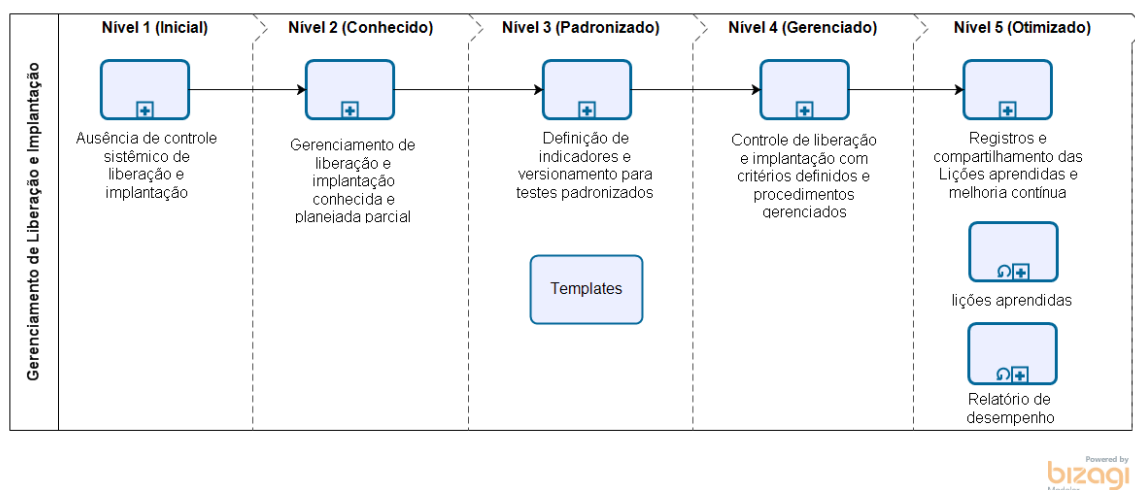 Nível 1 (Inicial)
Nível 2 (Conhecido)
Nível 3 (Padronizado)
Nível 4 (Gerenciado)
Nível 5 (Otimizado)
Gerenciamento de Liberação e Implantação
Ausência de controle
sistêmico de
liberação e
implantação
Gerenciamento de
liberação e
implantação
conhecida e
planejada parcial
Definição de
indicadores e
versionamento para
testes padronizados
Controle de liberação
e implantação com
critérios definidos e
procedimentos
gerenciados
Registros e
compartilhamento das
Lições aprendidas e
melhoria contínua
Templates
lições aprendidas
Relatório de
desempenho
Powered by
bizagi
Modeler